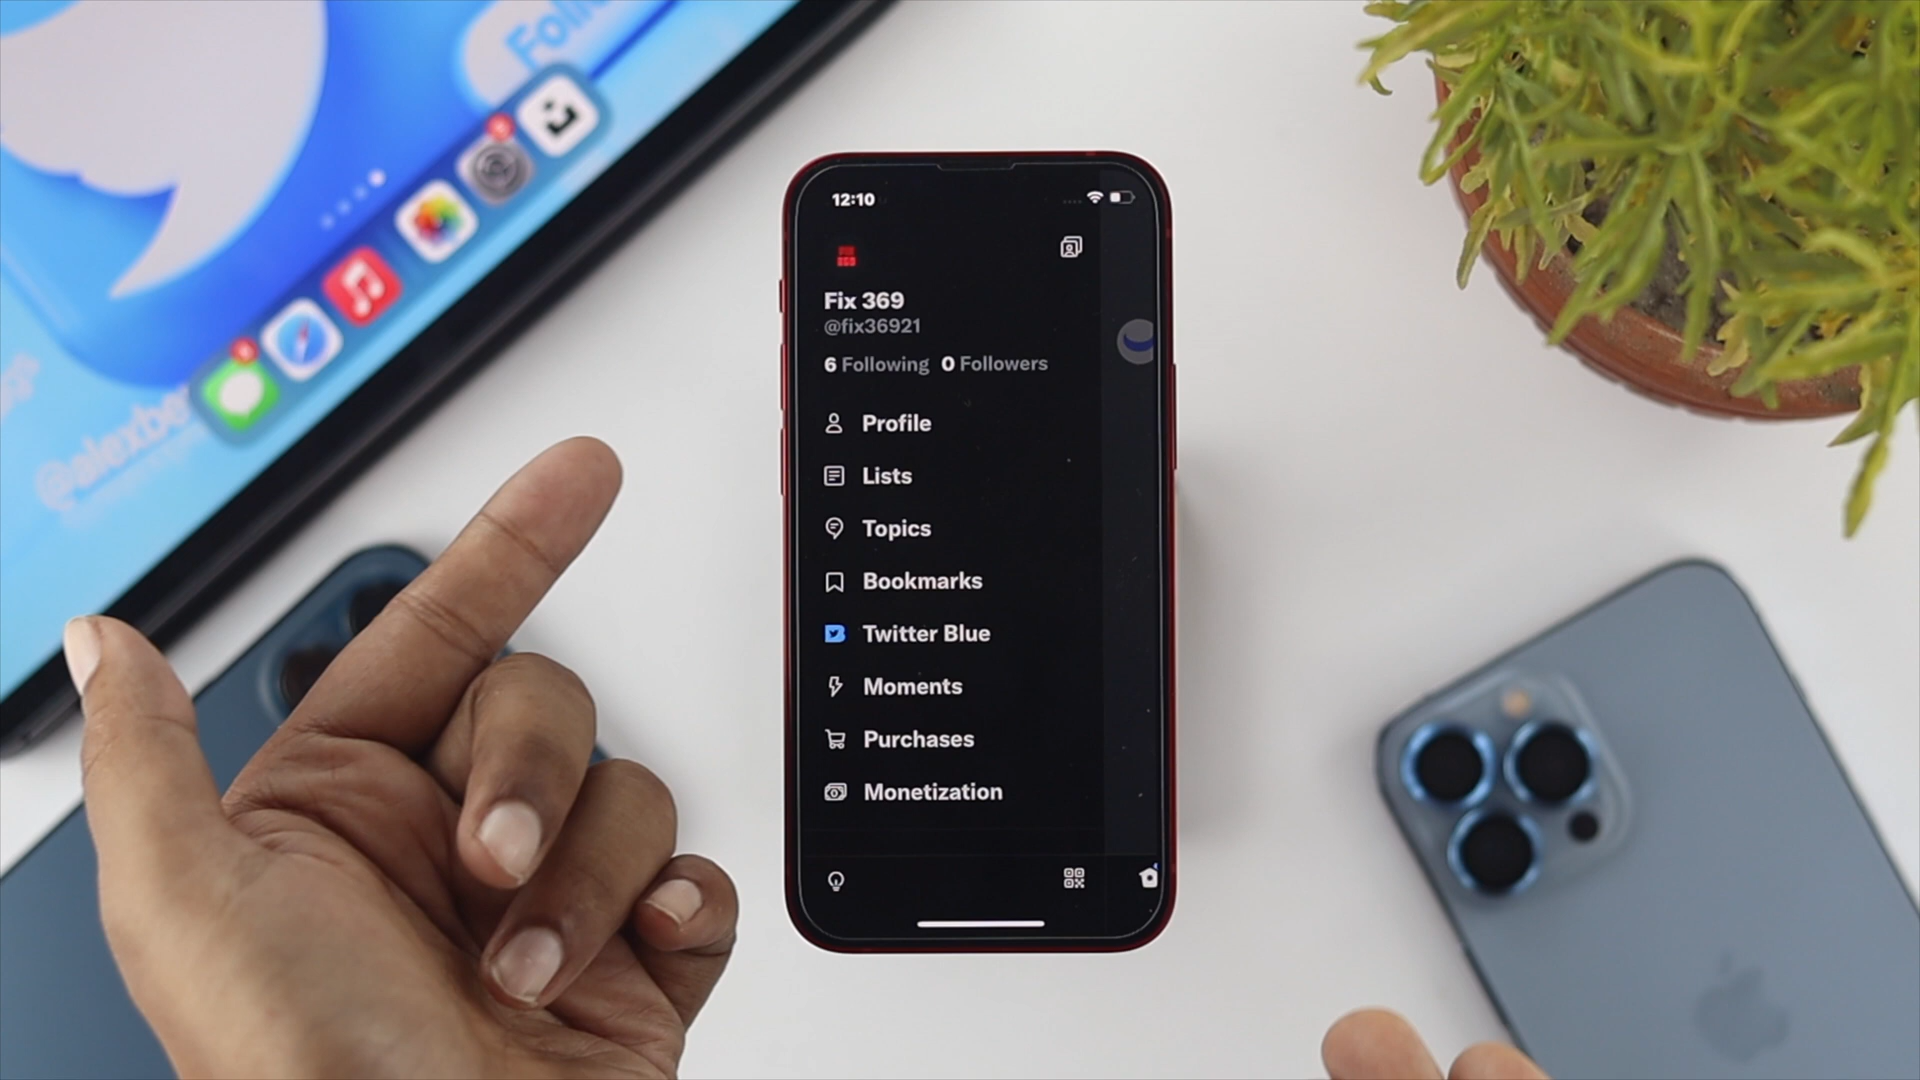 12:10
Fix 369
@fix36921
6 Following 0 Followers
Profile
Lists
Topics
Bookmarks
Twitter Blue
Moments
Purchases
Monetization